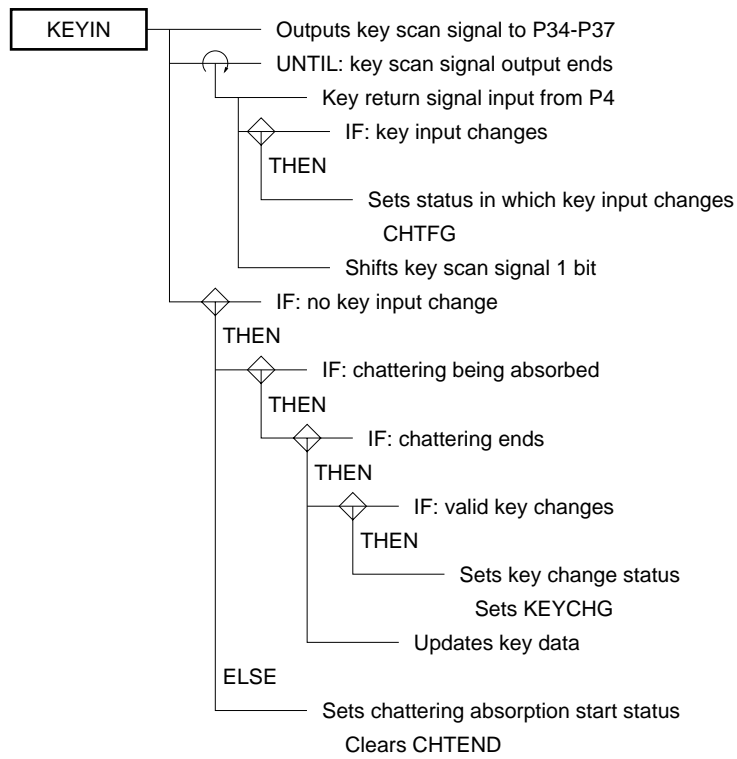 KEYIN
Outputs key scan signal to P34-P37
UNTIL: key scan signal output ends
Key return signal input from P4
IF: key input changes
THEN
Sets status in which key input changes
CHTFG
Shifts key scan signal 1 bit
IF: no key input change
THEN
IF: chattering being absorbed
THEN
IF: chattering ends
THEN
IF: valid key changes
THEN
Sets key change status
Sets KEYCHG
Updates key data
ELSE
Sets chattering absorption start status
Clears CHTEND